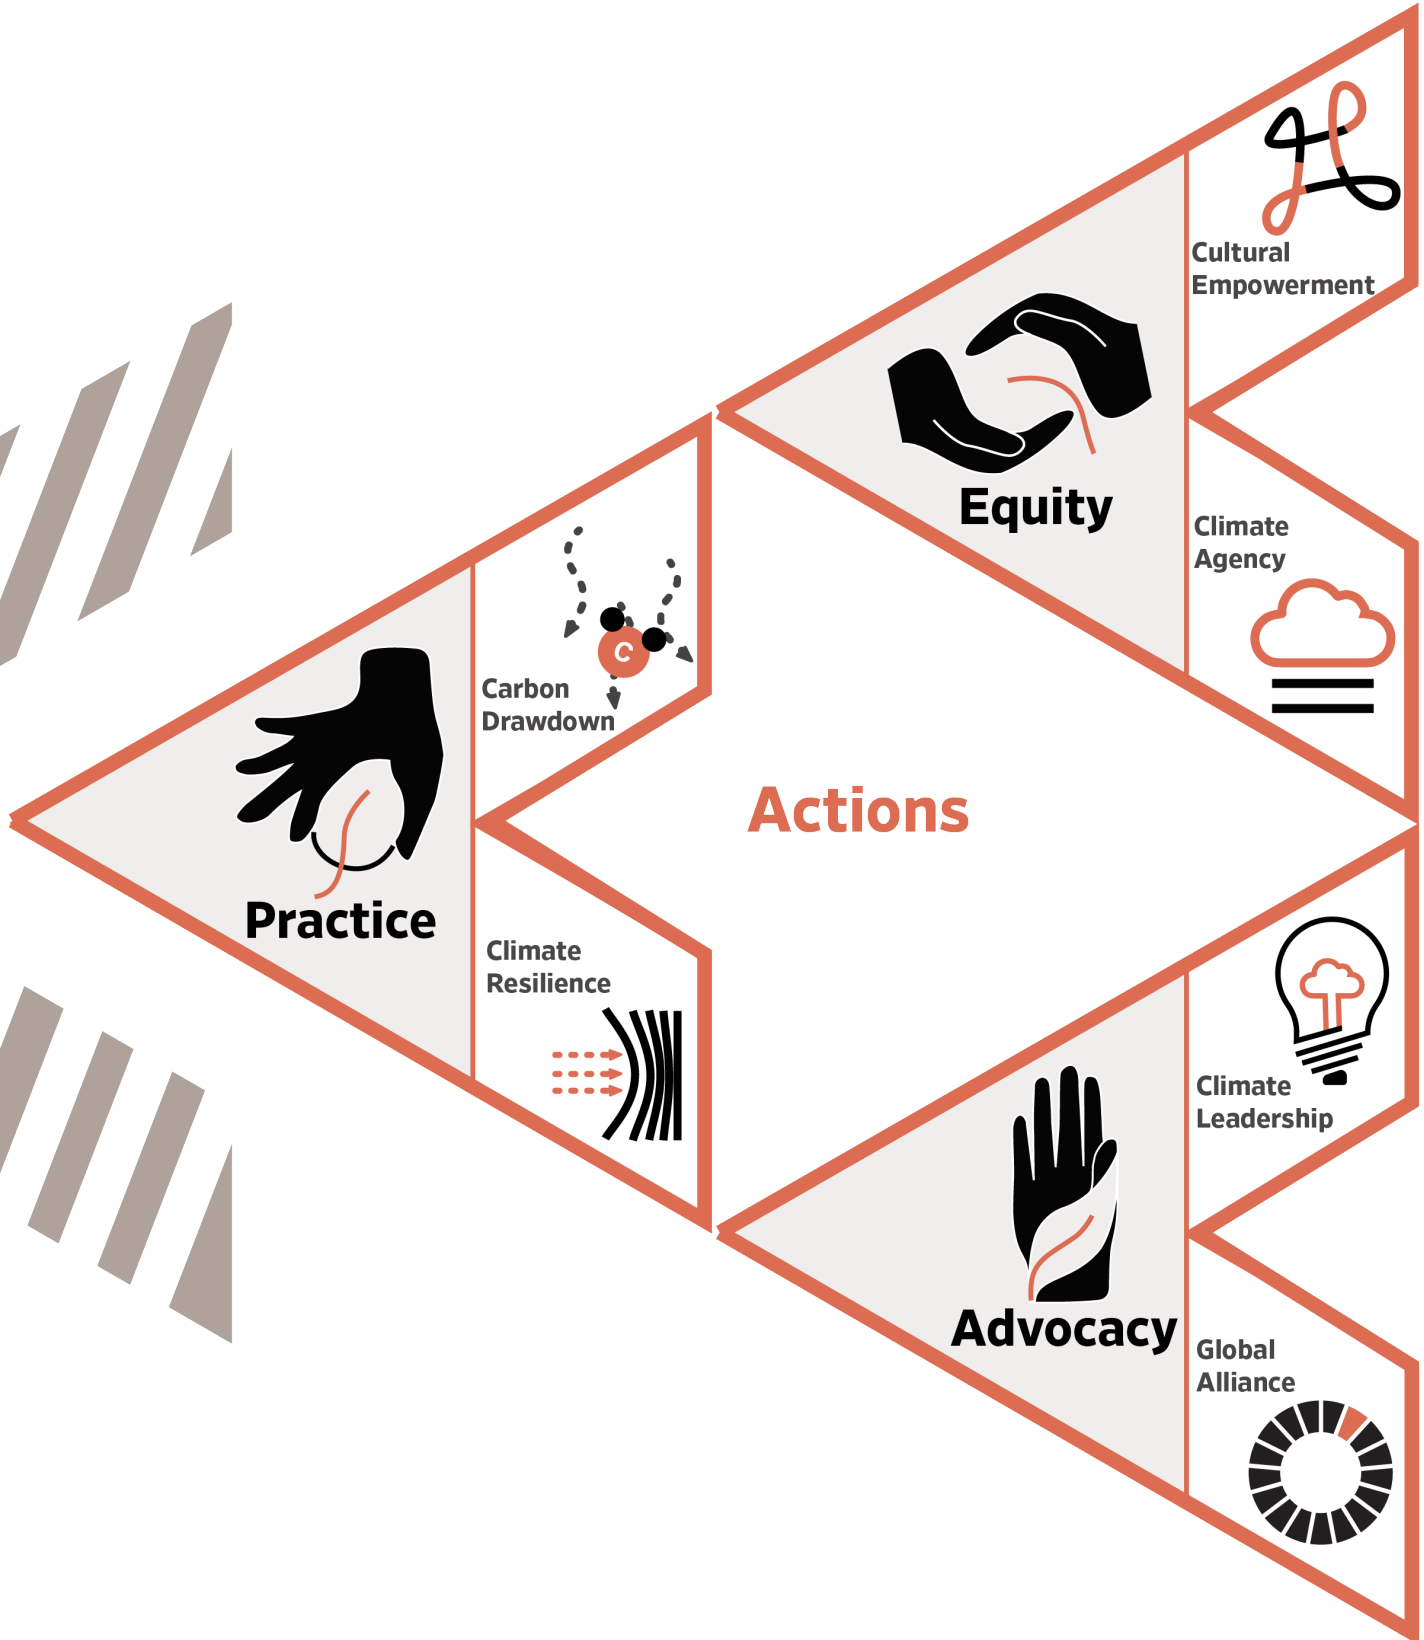 Cultural
Empowerment
Equity
Climate
Agency
C
Carbon
Drawdown
Practice
Climate
Resilience
Actions
Climate
Leadership
Advocacy
Global
Alliance